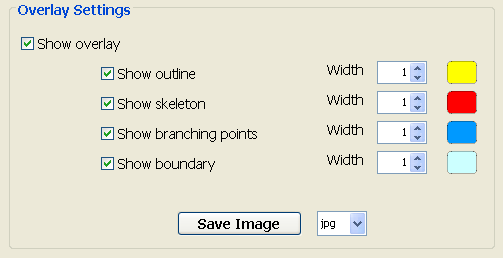 Overlay Settings
Show overlay
Show outline Width 1
Show skeleton Width 1
Show branching points Width 1
Show boundary Width 1
Save Image jpg